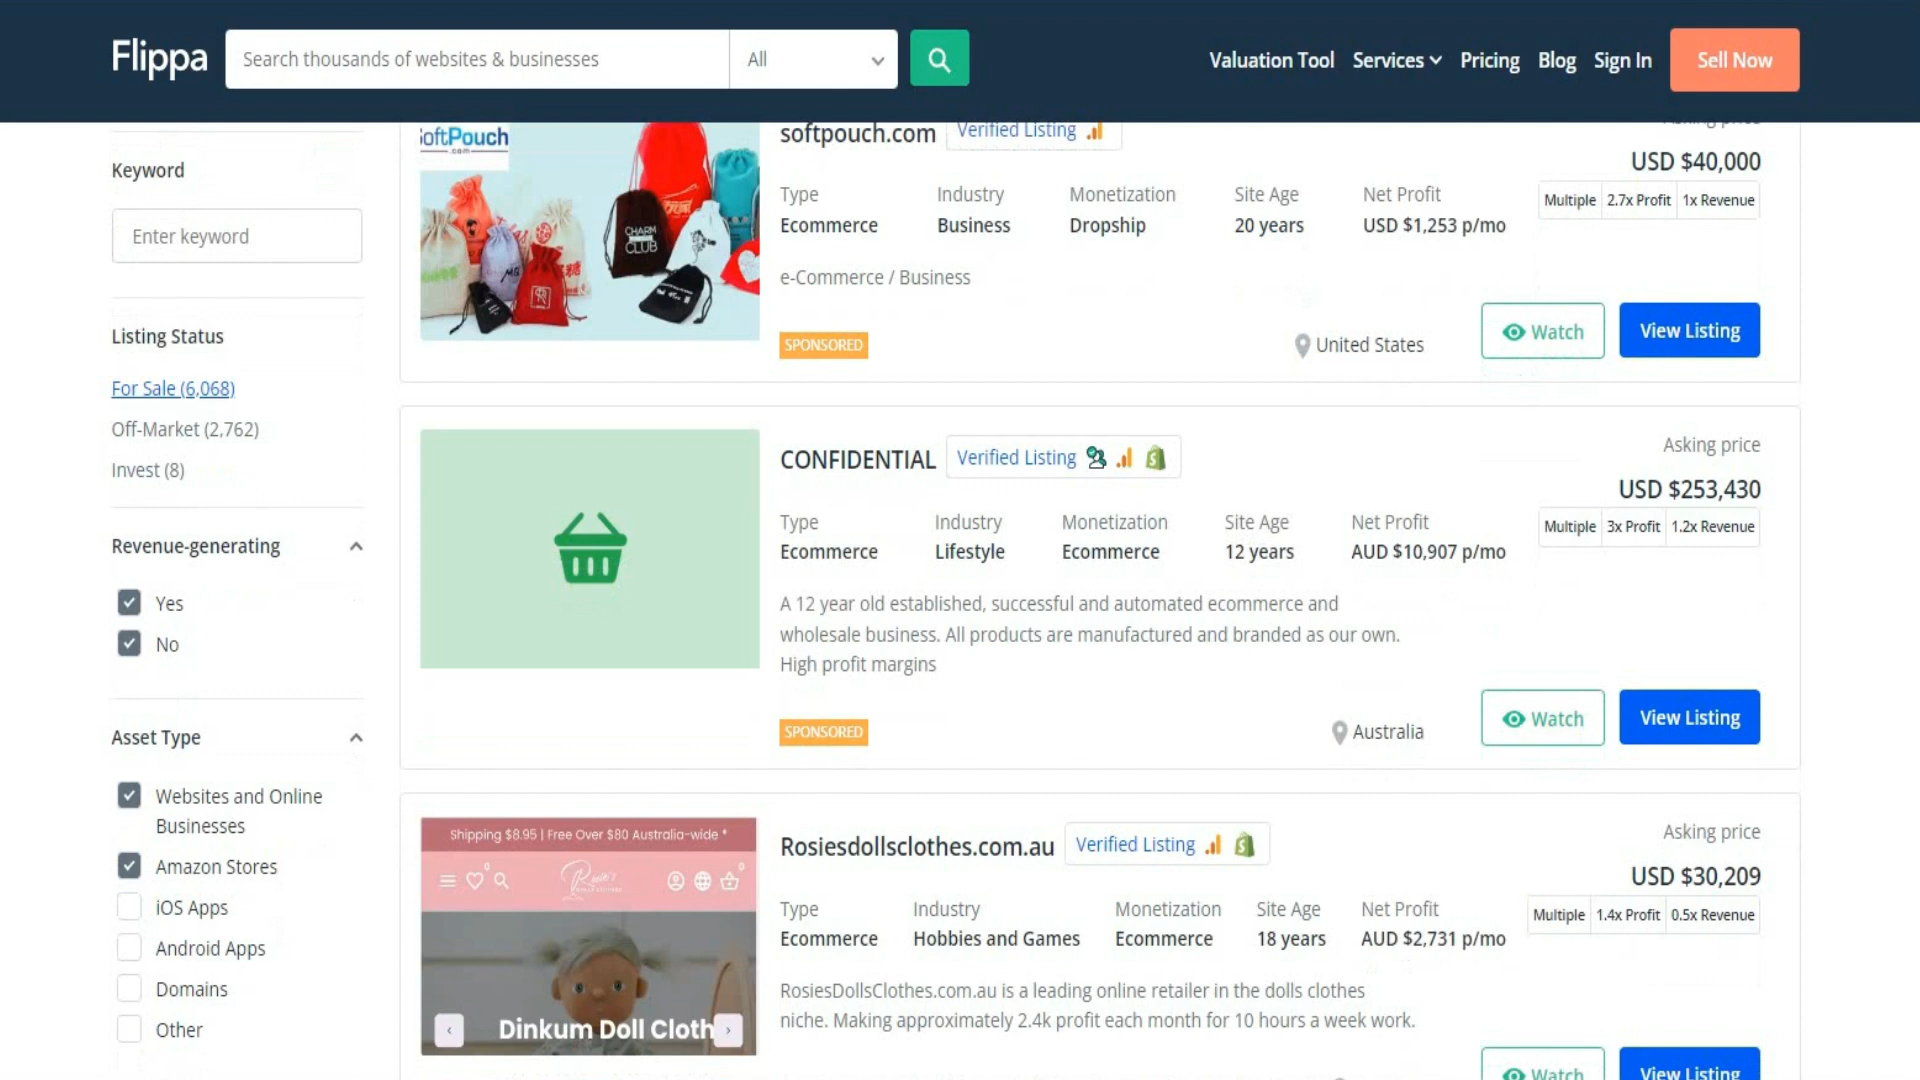 Flippa
Search thousands of websites & businesses
All
Valuation Tool
Services
Pricing
Blog
Sign In
Sell Now
Keyword
Enter keyword
Listing Status
For Sale (6,068)
Off-Market (2,762)
Invest (8)
Revenue-generating
Yes
No
Asset Type
Websites and Online
Businesses
Amazon Stores
iOS Apps
Android Apps
Domains
Other
SoftPouch
.com
CHARM
CLUB
softpouch.com
Verified Listing
Asking price
USD $40,000
Multiple 2.7x Profit 1x Revenue
Type Industry Monetization Site Age Net Profit
Ecommerce Business Dropship 20 years USD $1,253 p/mo
e-Commerce / Business
SPONSORED
United States
Watch
View Listing
CONFIDENTIAL
Verified Listing
Asking price
USD $253,430
Multiple 3x Profit 1.2x Revenue
Type Industry Monetization Site Age Net Profit
Ecommerce Lifestyle Ecommerce 12 years AUD $10,907 p/mo
A 12 year old established, successful and automated ecommerce and
wholesale business. All products are manufactured and branded as our own.
High profit margins
SPONSORED
Australia
Watch
View Listing
Shipping $8.95 | Free Over $80 Australia-wide *
0
0
Rosie's
Dinkum Doll Cloth
Rosiesdollsclothes.com.au
Verified Listing
Asking price
USD $30,209
Multiple 1.4x Profit 0.5x Revenue
Type Industry Monetization Site Age Net Profit
Ecommerce Hobbies and Games Ecommerce 18 years AUD $2,731 p/mo
RosiesDollsClothes.com.au is a leading online retailer in the dolls clothes
niche. Making approximately 2.4k profit each month for 10 hours a week work.
Watch
View Listing